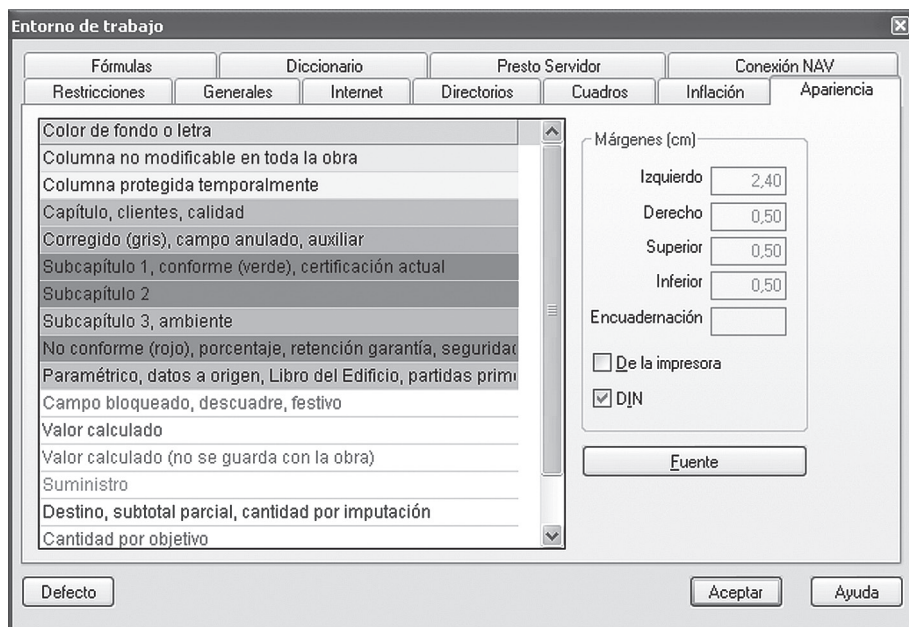 Entorno de trabajo
Fórmulas Diccionario Presto Servidor Conexión NAV
Restricciones Generales Internet Directorios Cuadros Inflación Apariencia
Color de fondo o letra
Columna no modificable en toda la obra
Columna protegida temporalmente
Capítulo, clientes, calidad
Corregido (gris), campo anulado, auxiliar
Subcapítulo 1, conforme (verde), certificación actual
Subcapítulo 2
Subcapítulo 3, ambiente
No conforme (rojo), porcentaje, retención garantía, seguridad
Paramétrico, datos a origen, Libro del Edificio, partidas prim
Campo bloqueado, descuadre, festivo
Valor calculado
Valor calculado (no se guarda con la obra)
Suministro
Destino, subtotal parcial, cantidad por imputación
Cantidad por objetivo
Márgenes (cm)
Izquierdo 2,40
Derecho 0,50
Superior 0,50
Inferior 0,50
Encuadernación
De la impresora
DIN
Fuente
Defecto Aceptar Ayuda